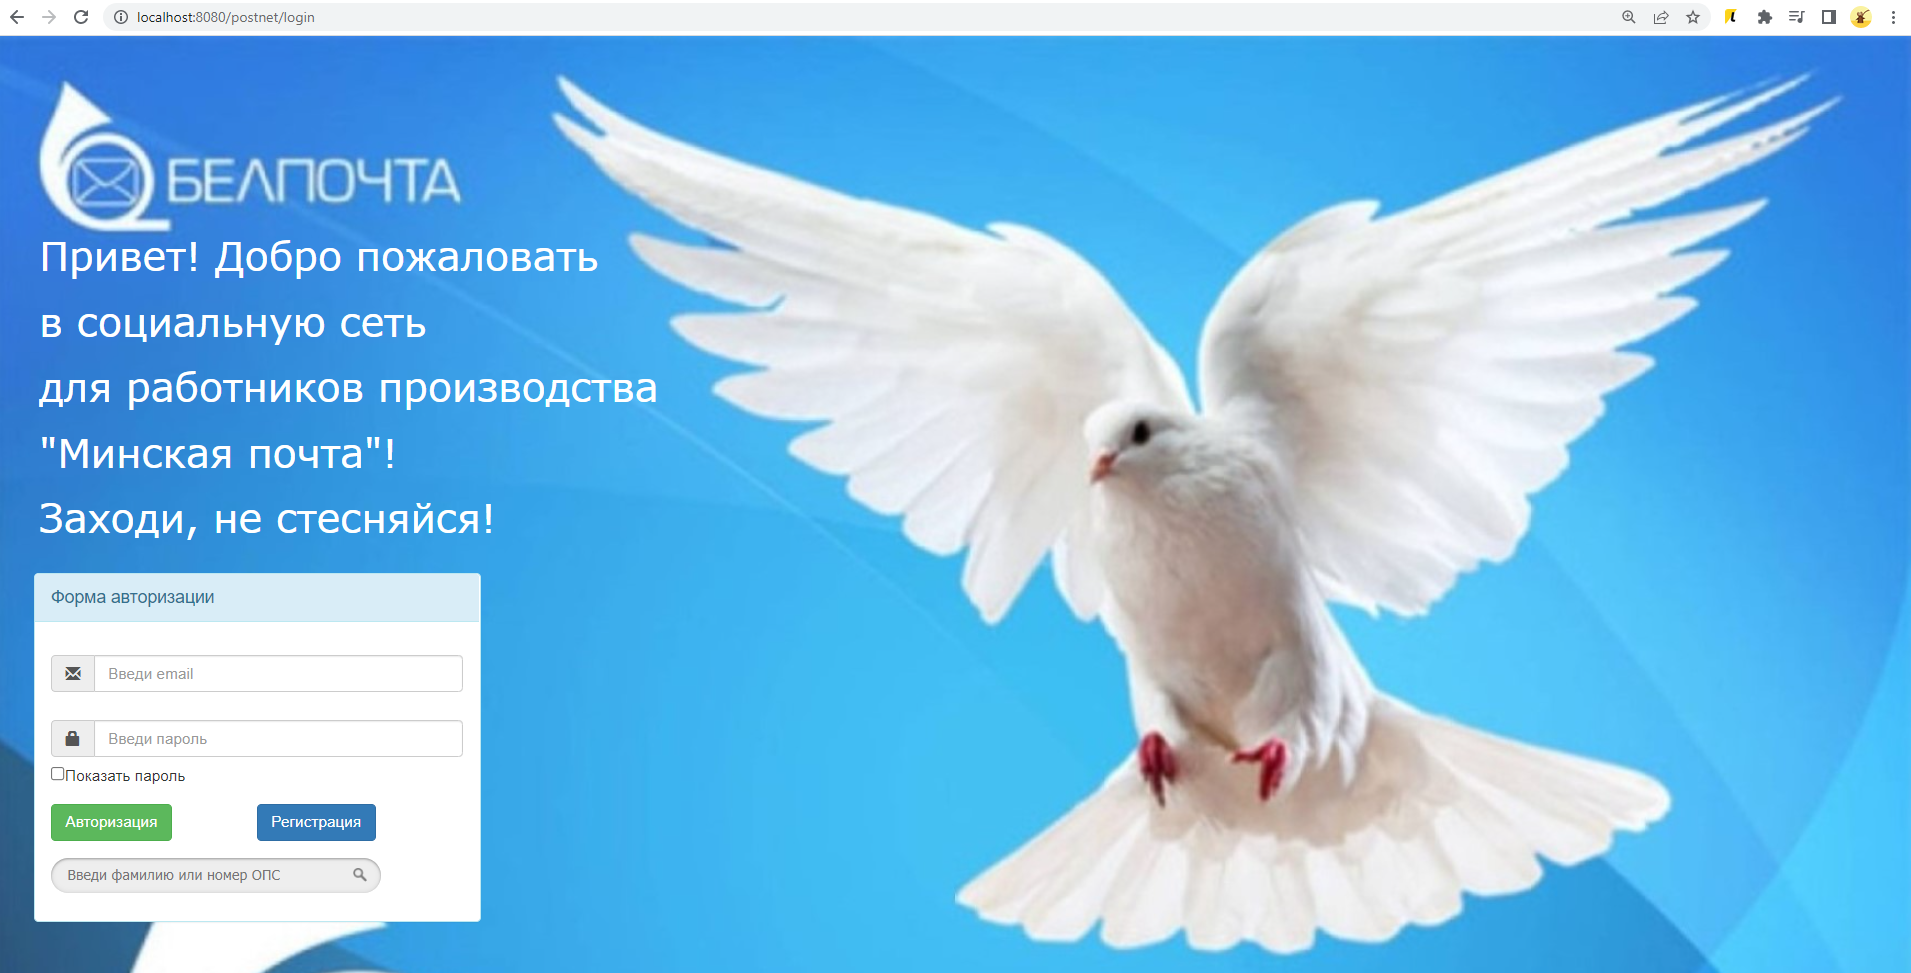 localhost:8080/postnet/login
БЕЛПОЧТА
Привет! Добро пожаловать
в социальную сеть
для работников производства
"Минская почта"!
Заходи, не стесняйся!
Форма авторизации
Введи email
Введи пароль
Показать пароль
Авторизация
Регистрация
Введи фамилию или номер ОПС